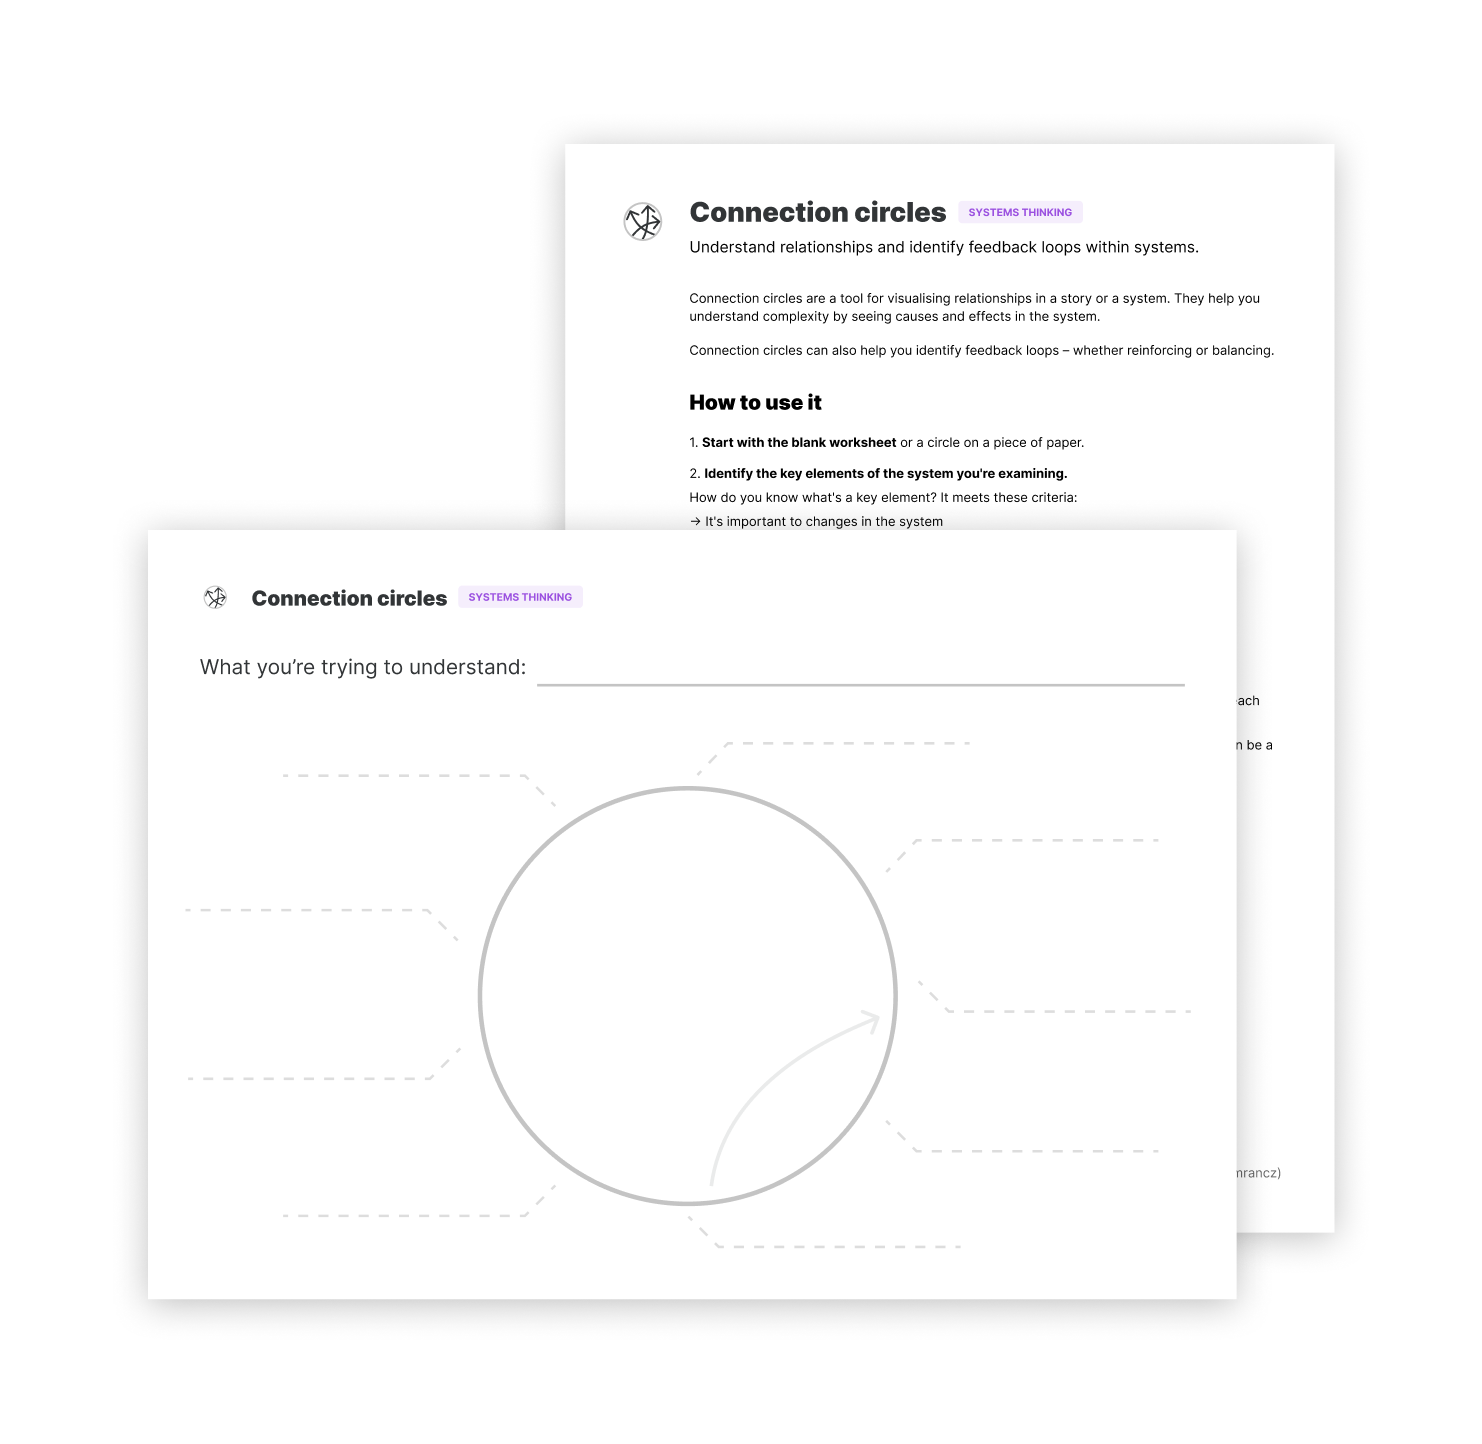 Connection circles SYSTEMS THINKING
Understand relationships and identify feedback loops within systems.
Connection circles are a tool for visualising relationships in a story or a system. They help you
understand complexity by seeing causes and effects in the system.
Connection circles can also help you identify feedback loops – whether reinforcing or balancing.
How to use it
1. Start with the blank worksheet or a circle on a piece of paper.
2. Identify the key elements of the system you're examining.
How do you know what's a key element? It meets these criteria:
→ It's important to changes in the system
be a
Connection circles SYSTEMS THINKING
What you’re trying to understand: